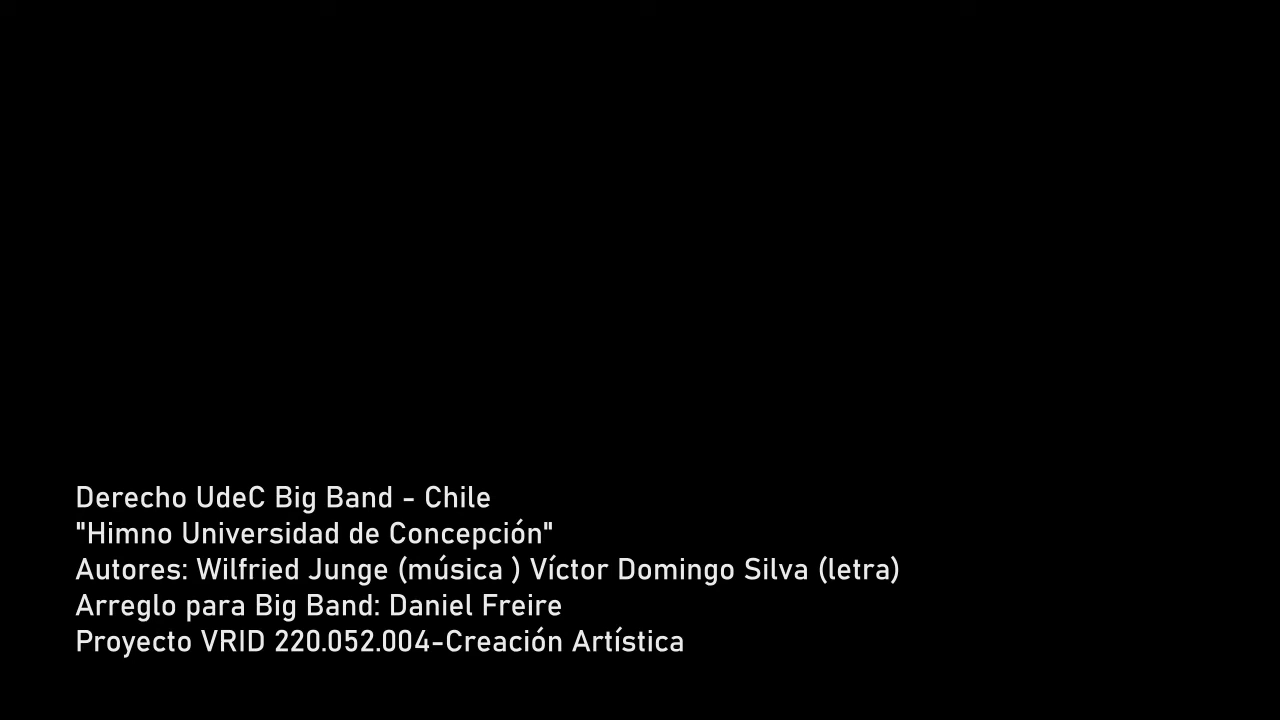 Derecho UdeC Big Band - Chile
"Himno Universidad de Concepción"
Autores: Wilfried Junge (música ) Víctor Domingo Silva (letra)
Arreglo para Big Band: Daniel Freire
Proyecto VRID 220.052.004-Creación Artística